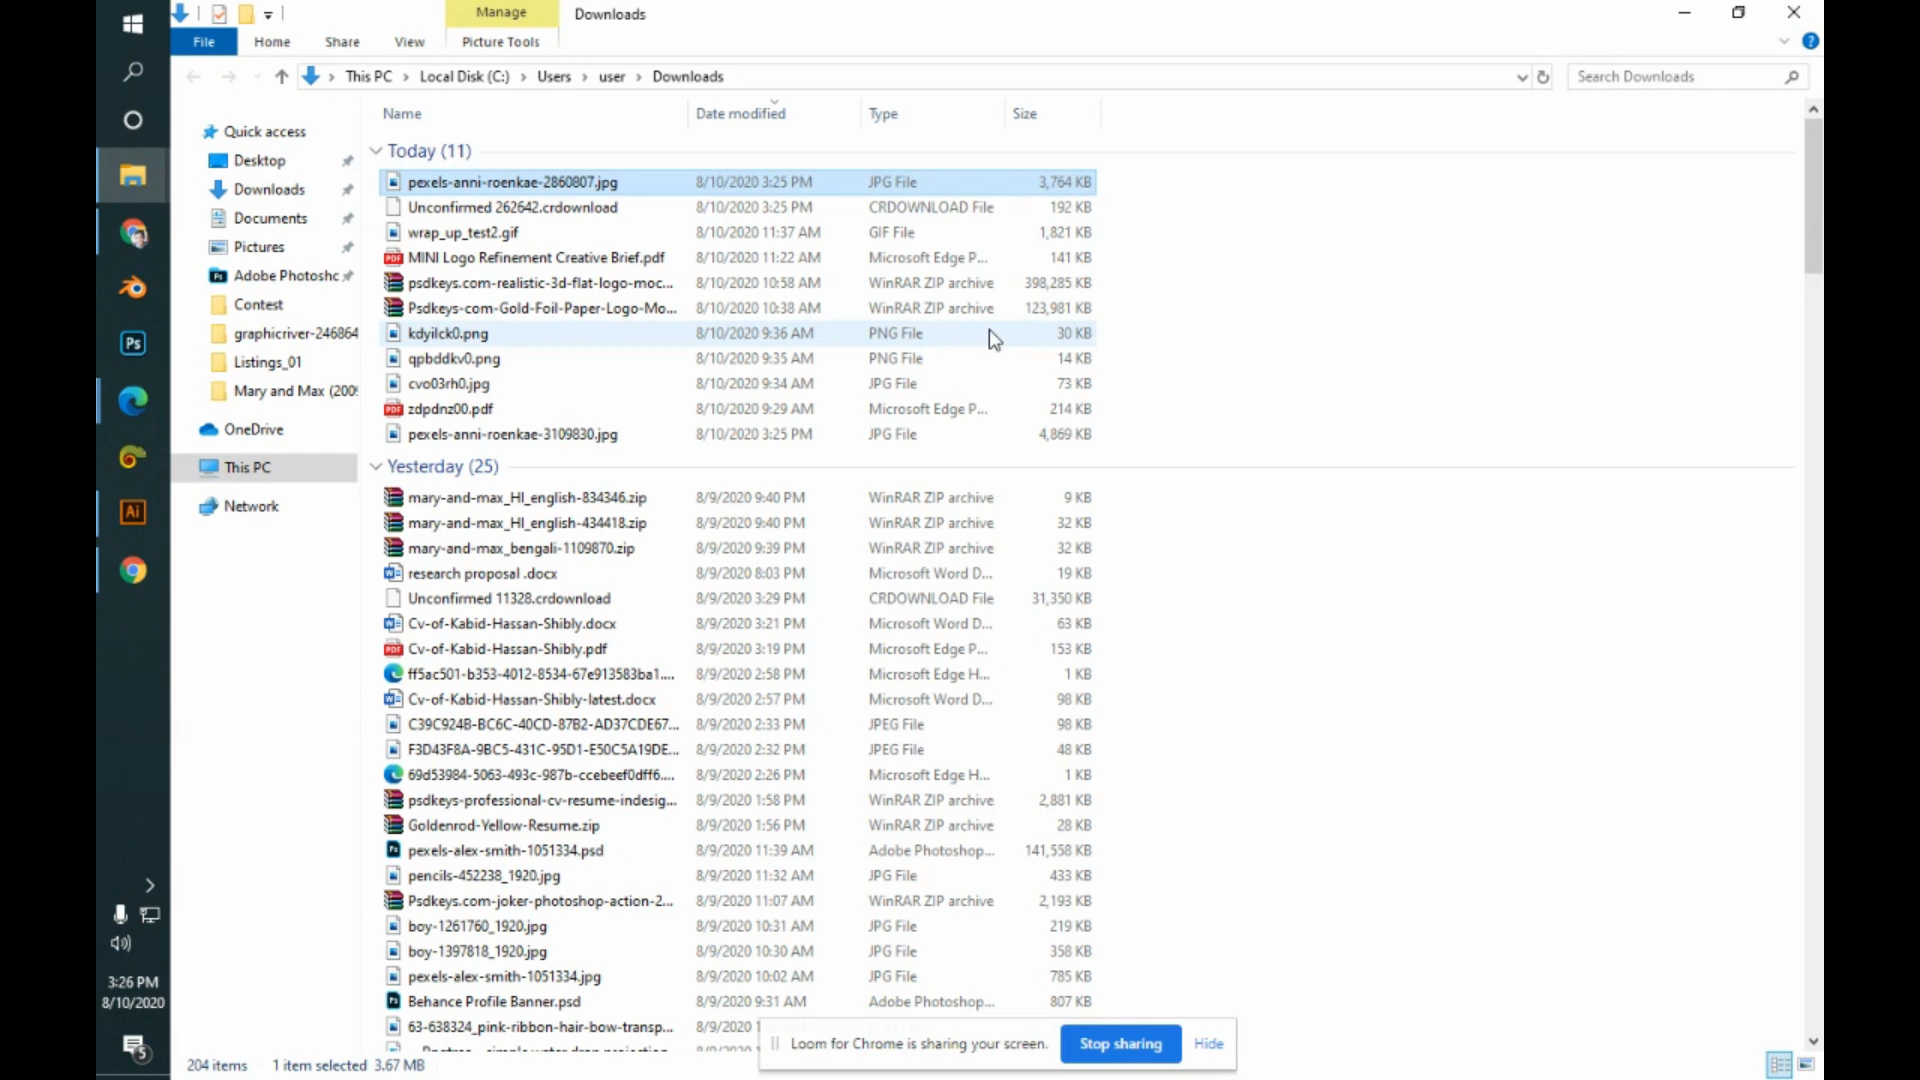 Manage
Downloads
File
Home
Share
View
Picture Tools
This PC
Local Disk (C:)
Users
user
Downloads
Search Downloads
Name
Date modified
Type
Size
Quick access
Desktop
Downloads
Documents
Pictures
Adobe Photoshc
Contest
graphicriver-246864
Listings_01
Mary and Max (2009
OneDrive
This PC
Network
Today (11)
pexels-anni-roenkae-2860807.jpg 8/10/2020 3:25 PM JPG File 3,764 KB
Unconfirmed 262642.crdownload 8/10/2020 3:25 PM CRDOWNLOAD File 192 KB
wrap_up_test2.gif 8/10/2020 11:37 AM GIF File 1,821 KB
MINI Logo Refinement Creative Brief.pdf 8/10/2020 11:22 AM Microsoft Edge P... 141 KB
psdkeys.com-realistic-3d-flat-logo-moc... 8/10/2020 10:58 AM WinRAR ZIP archive 398,285 KB
Psdkeys-com-Gold-Foil-Paper-Logo-Mo... 8/10/2020 10:38 AM WinRAR ZIP archive 123,981 KB
kdyilck0.png 8/10/2020 9:36 AM PNG File 30 KB
qpbddkv0.png 8/10/2020 9:35 AM PNG File 14 KB
cvo03rh0.jpg 8/10/2020 9:34 AM JPG File 73 KB
zdpdnz00.pdf 8/10/2020 9:29 AM Microsoft Edge P... 214 KB
pexels-anni-roenkae-3109830.jpg 8/10/2020 3:25 PM JPG File 4,869 KB
Yesterday (25)
mary-and-max_HI_english-834346.zip 8/9/2020 9:40 PM WinRAR ZIP archive 9 KB
mary-and-max_HI_english-434418.zip 8/9/2020 9:40 PM WinRAR ZIP archive 32 KB
mary-and-max_bengali-1109870.zip 8/9/2020 9:39 PM WinRAR ZIP archive 32 KB
research proposal .docx 8/9/2020 8:03 PM Microsoft Word D... 19 KB
Unconfirmed 11328.crdownload 8/9/2020 3:29 PM CRDOWNLOAD File 31,350 KB
Cv-of-Kabid-Hassan-Shibly.docx 8/9/2020 3:21 PM Microsoft Word D... 63 KB
Cv-of-Kabid-Hassan-Shibly.pdf 8/9/2020 3:19 PM Microsoft Edge P... 153 KB
ff5ac501-b353-4012-8534-67e913583ba1.... 8/9/2020 2:58 PM Microsoft Edge H... 1 KB
Cv-of-Kabid-Hassan-Shibly-latest.docx 8/9/2020 2:57 PM Microsoft Word D... 98 KB
C39C924B-BC6C-40CD-87B2-AD37CDE67... 8/9/2020 2:33 PM JPEG File 98 KB
F3D43F8A-9BC5-431C-95D1-E50C5A19DE... 8/9/2020 2:32 PM JPEG File 48 KB
69d53984-5063-493c-987b-ccebeef0dff6.... 8/9/2020 2:26 PM Microsoft Edge H... 1 KB
psdkeys-professional-cv-resume-indesig... 8/9/2020 1:58 PM WinRAR ZIP archive 2,881 KB
Goldenrod-Yellow-Resume.zip 8/9/2020 1:56 PM WinRAR ZIP archive 28 KB
pexels-alex-smith-1051334.psd 8/9/2020 11:39 AM Adobe Photoshop... 141,558 KB
pencils-452238_1920.jpg 8/9/2020 11:32 AM JPG File 433 KB
Psdkeys.com-joker-photoshop-action-2... 8/9/2020 11:07 AM WinRAR ZIP archive 2,193 KB
boy-1261760_1920.jpg 8/9/2020 10:31 AM JPG File 219 KB
boy-1397818_1920.jpg 8/9/2020 10:30 AM JPG File 358 KB
pexels-alex-smith-1051334.jpg 8/9/2020 10:02 AM JPG File 785 KB
Behance Profile Banner.psd 8/9/2020 9:31 AM Adobe Photoshop... 807 KB
63-638324_pink-ribbon-hair-bow-transp... 8/9/2020 1
Loom for Chrome is sharing your screen.
Stop sharing
Hide
204 items
1 item selected 3.67 MB
Ps
Ai
3:26 PM
8/10/2020
5